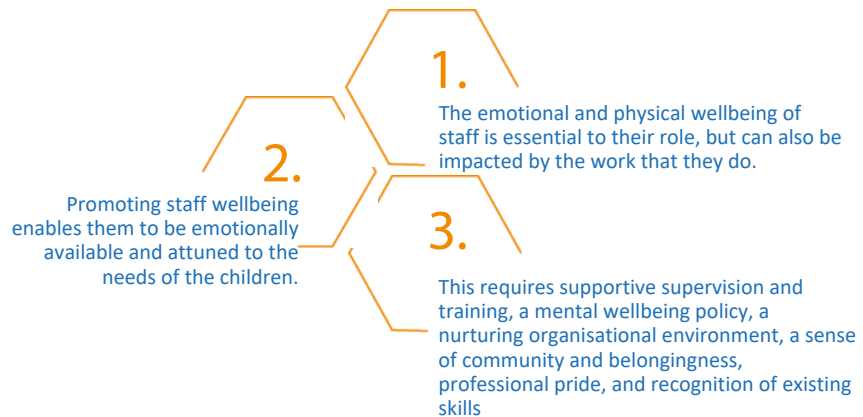 1.
The emotional and physical wellbeing of
staff is essential to their role, but can also be
impacted by the work that they do.
2.
Promoting staff wellbeing
enables them to be emotionally
available and attuned to the
needs of the children.
3.
This requires supportive supervision and
training, a mental wellbeing policy, a
nurturing organisational environment, a sense
of community and belongingness,
professional pride, and recognition of existing
skills